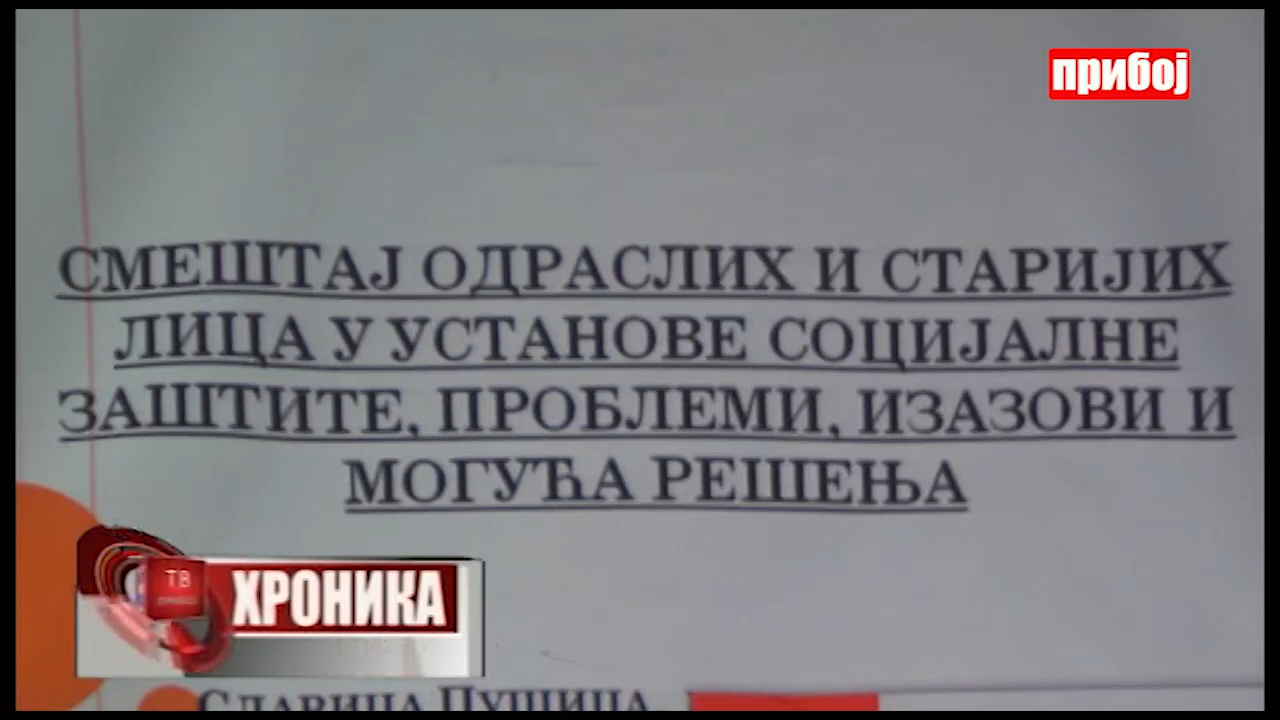 прибој
СМЕШТАЈ ОДРАСЛИХ И СТАРИЈИХ
ЛИЦА У УСТАНОВЕ СОЦИЈАЛНЕ
ЗАШТИТЕ, ПРОБЛЕМИ, ИЗАЗОВИ И
МОГУЋА РЕШЕЊА
ТВ
ХРОНИКА